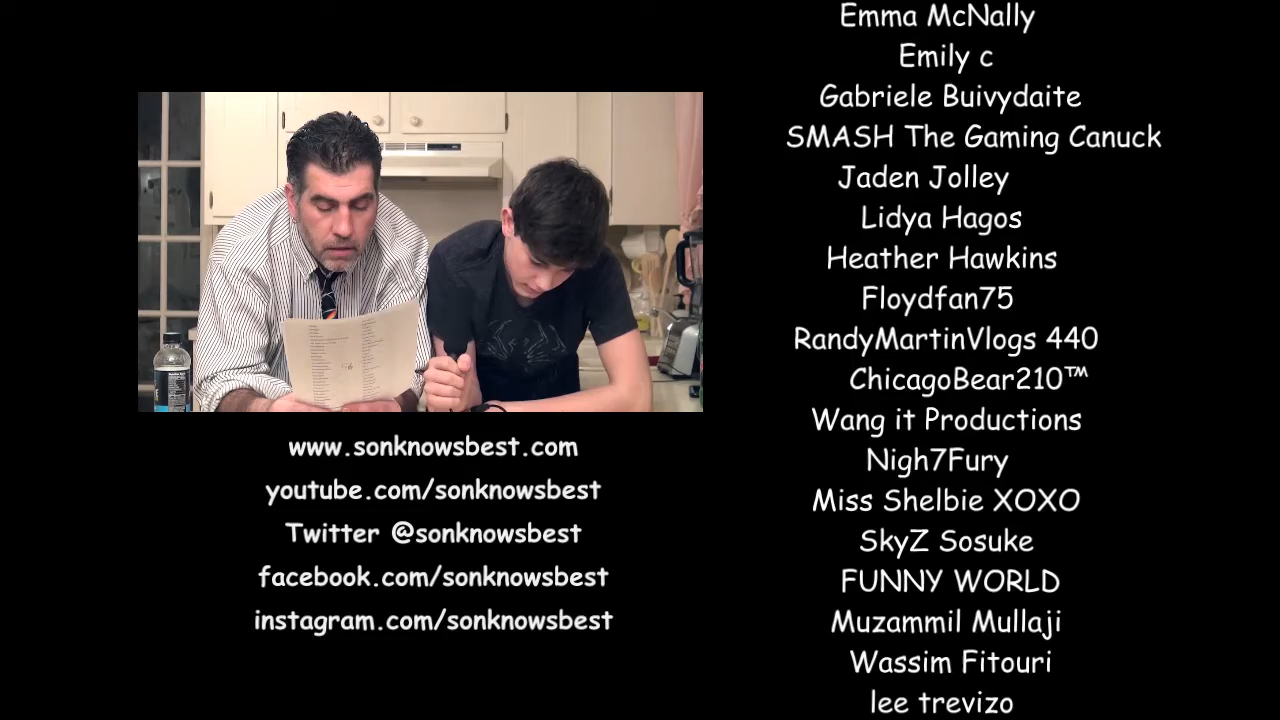 www.sonknowsbest.com
youtube.com/sonknowsbest
Twitter @sonknowsbest
facebook.com/sonknowsbest
instagram.com/sonknowsbest
Emma McNally
Emily c
Gabriele Buivydaite
SMASH The Gaming Canuck
Jaden Jolley
Lidya Hagos
Heather Hawkins
Floydfan75
RandyMartinVlogs 440
ChicagoBear210™
Wang it Productions
Nigh7Fury
Miss Shelbie XOXO
SkyZ Sosuke
FUNNY WORLD
Muzammil Mullaji
Wassim Fitouri
lee trevizo